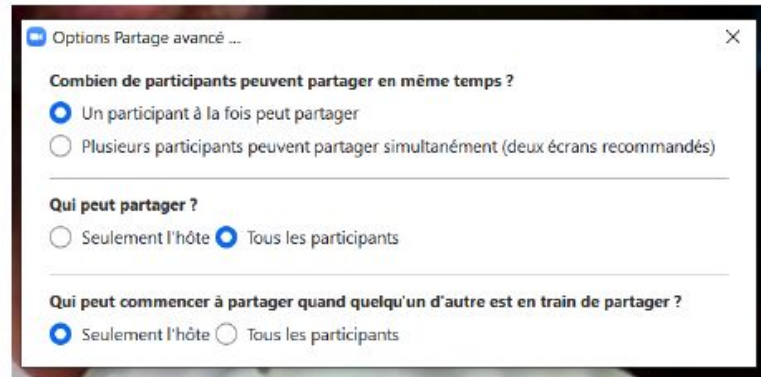 Options Partage avancé ...
Combien de participants peuvent partager en même temps ?
Un participant à la fois peut partager
Plusieurs participants peuvent partager simultanément (deux écrans recommandés)
Qui peut partager ?
Seulement l'hôte Tous les participants
Qui peut commencer à partager quand quelqu'un d'autre est en train de partager ?
Seulement l'hôte Tous les participants